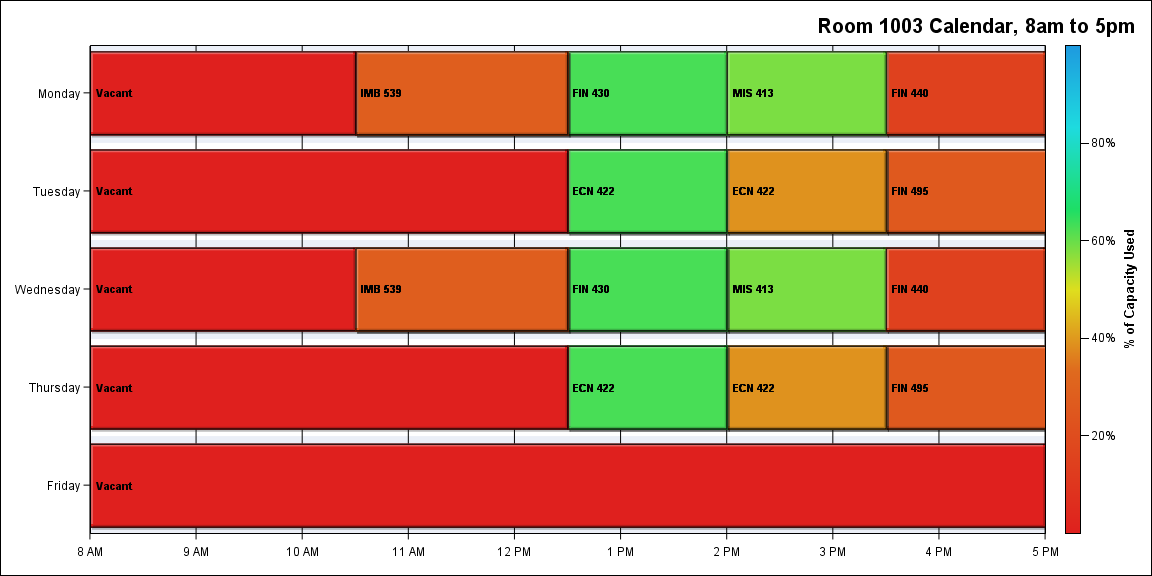 Room 1003 Calendar, 8am to 5pm
Monday Vacant IMB 539 FIN 430 MIS 413 FIN 440
Tuesday Vacant ECN 422 ECN 422 FIN 495
Wednesday Vacant IMB 539 FIN 430 MIS 413 FIN 440
Thursday Vacant ECN 422 ECN 422 FIN 495
Friday Vacant
8 AM 9 AM 10 AM 11 AM 12 PM 1 PM 2 PM 3 PM 4 PM 5 PM
80%
60%
40%
20%
% of Capacity Used